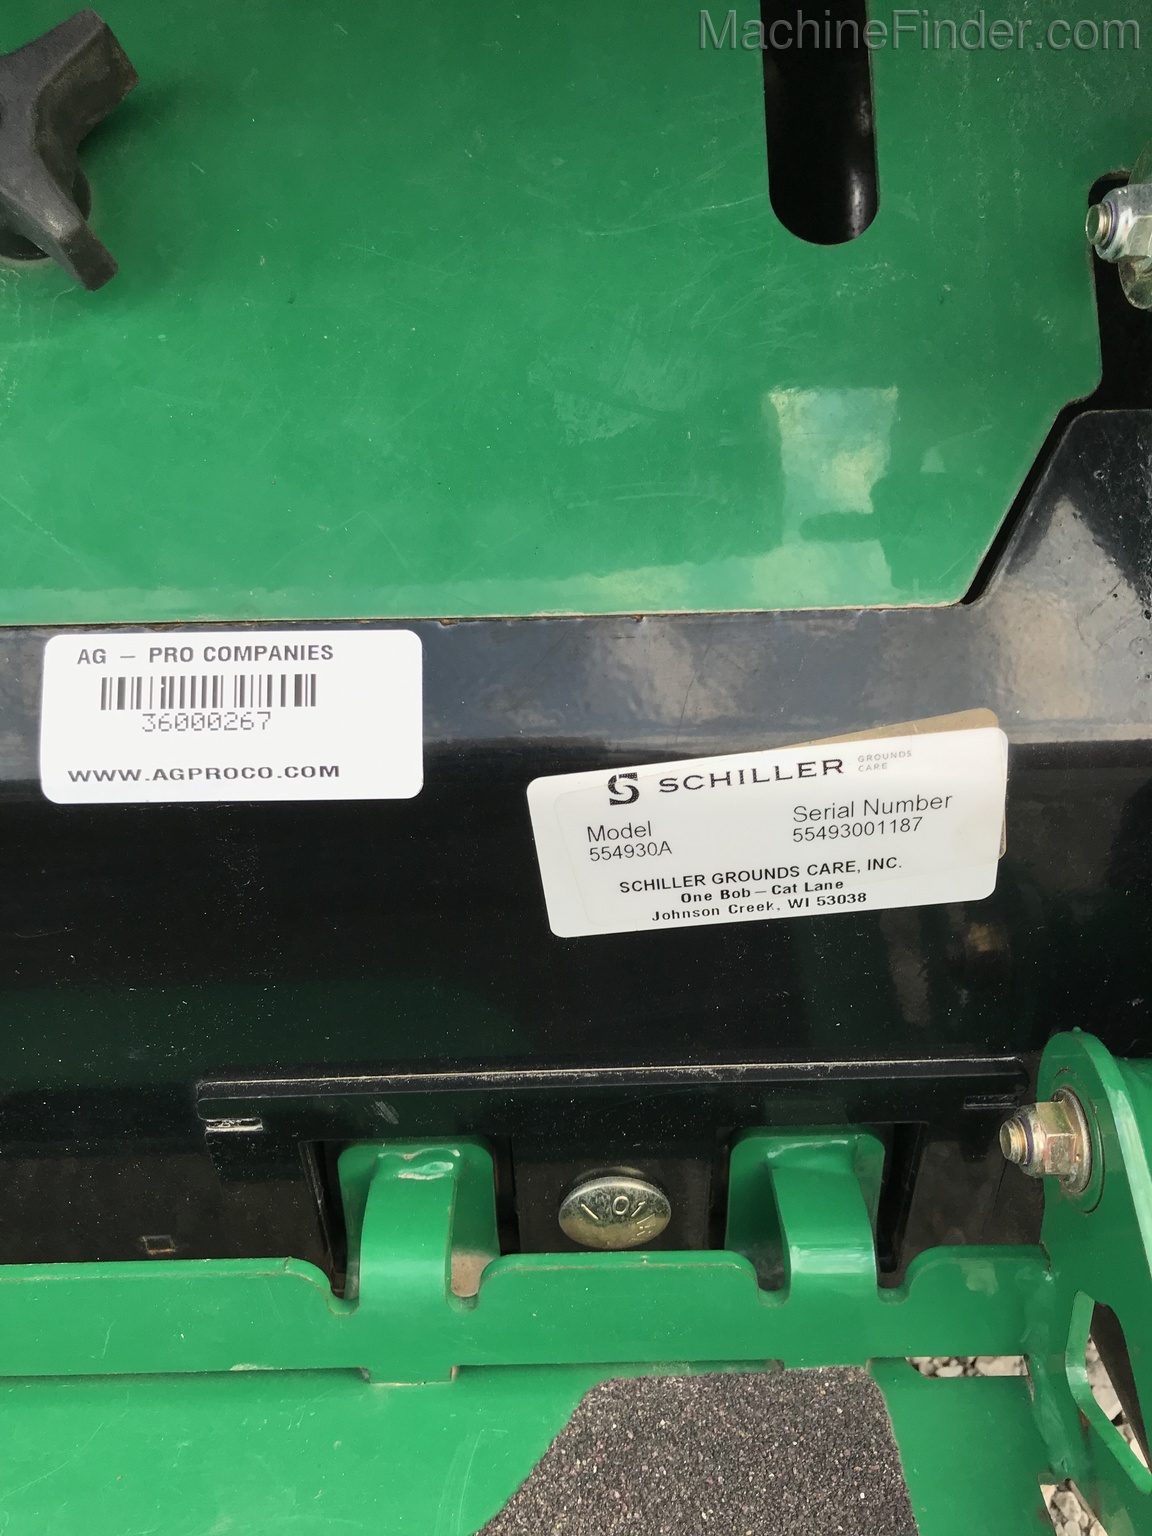 MachineFinder.com
AG – PRO COMPANIES
36000267
WWW.AGPROCO.COM
S SCHILLER GROUNDS CARE
Model
554930A
Serial Number
55493001187
SCHILLER GROUNDS CARE, INC.
One Bob – Cat Lane
Johnson Creek, WI 53038